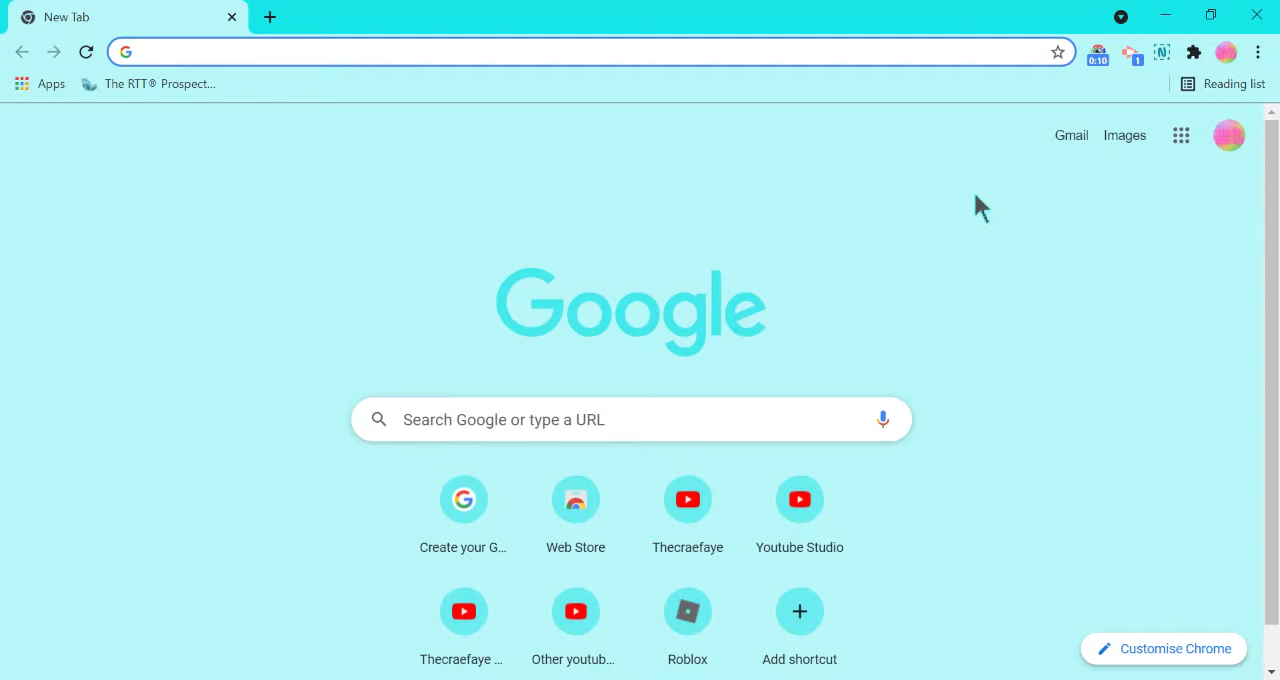 New Tab
0:10
1
Apps
The RTT® Prospect...
Reading list
Gmail
Images
Google
Search Google or type a URL
Create your G...
Web Store
Thecraefaye
Youtube Studio
Thecraefaye ...
Other youtub...
Roblox
Add shortcut
Customise Chrome